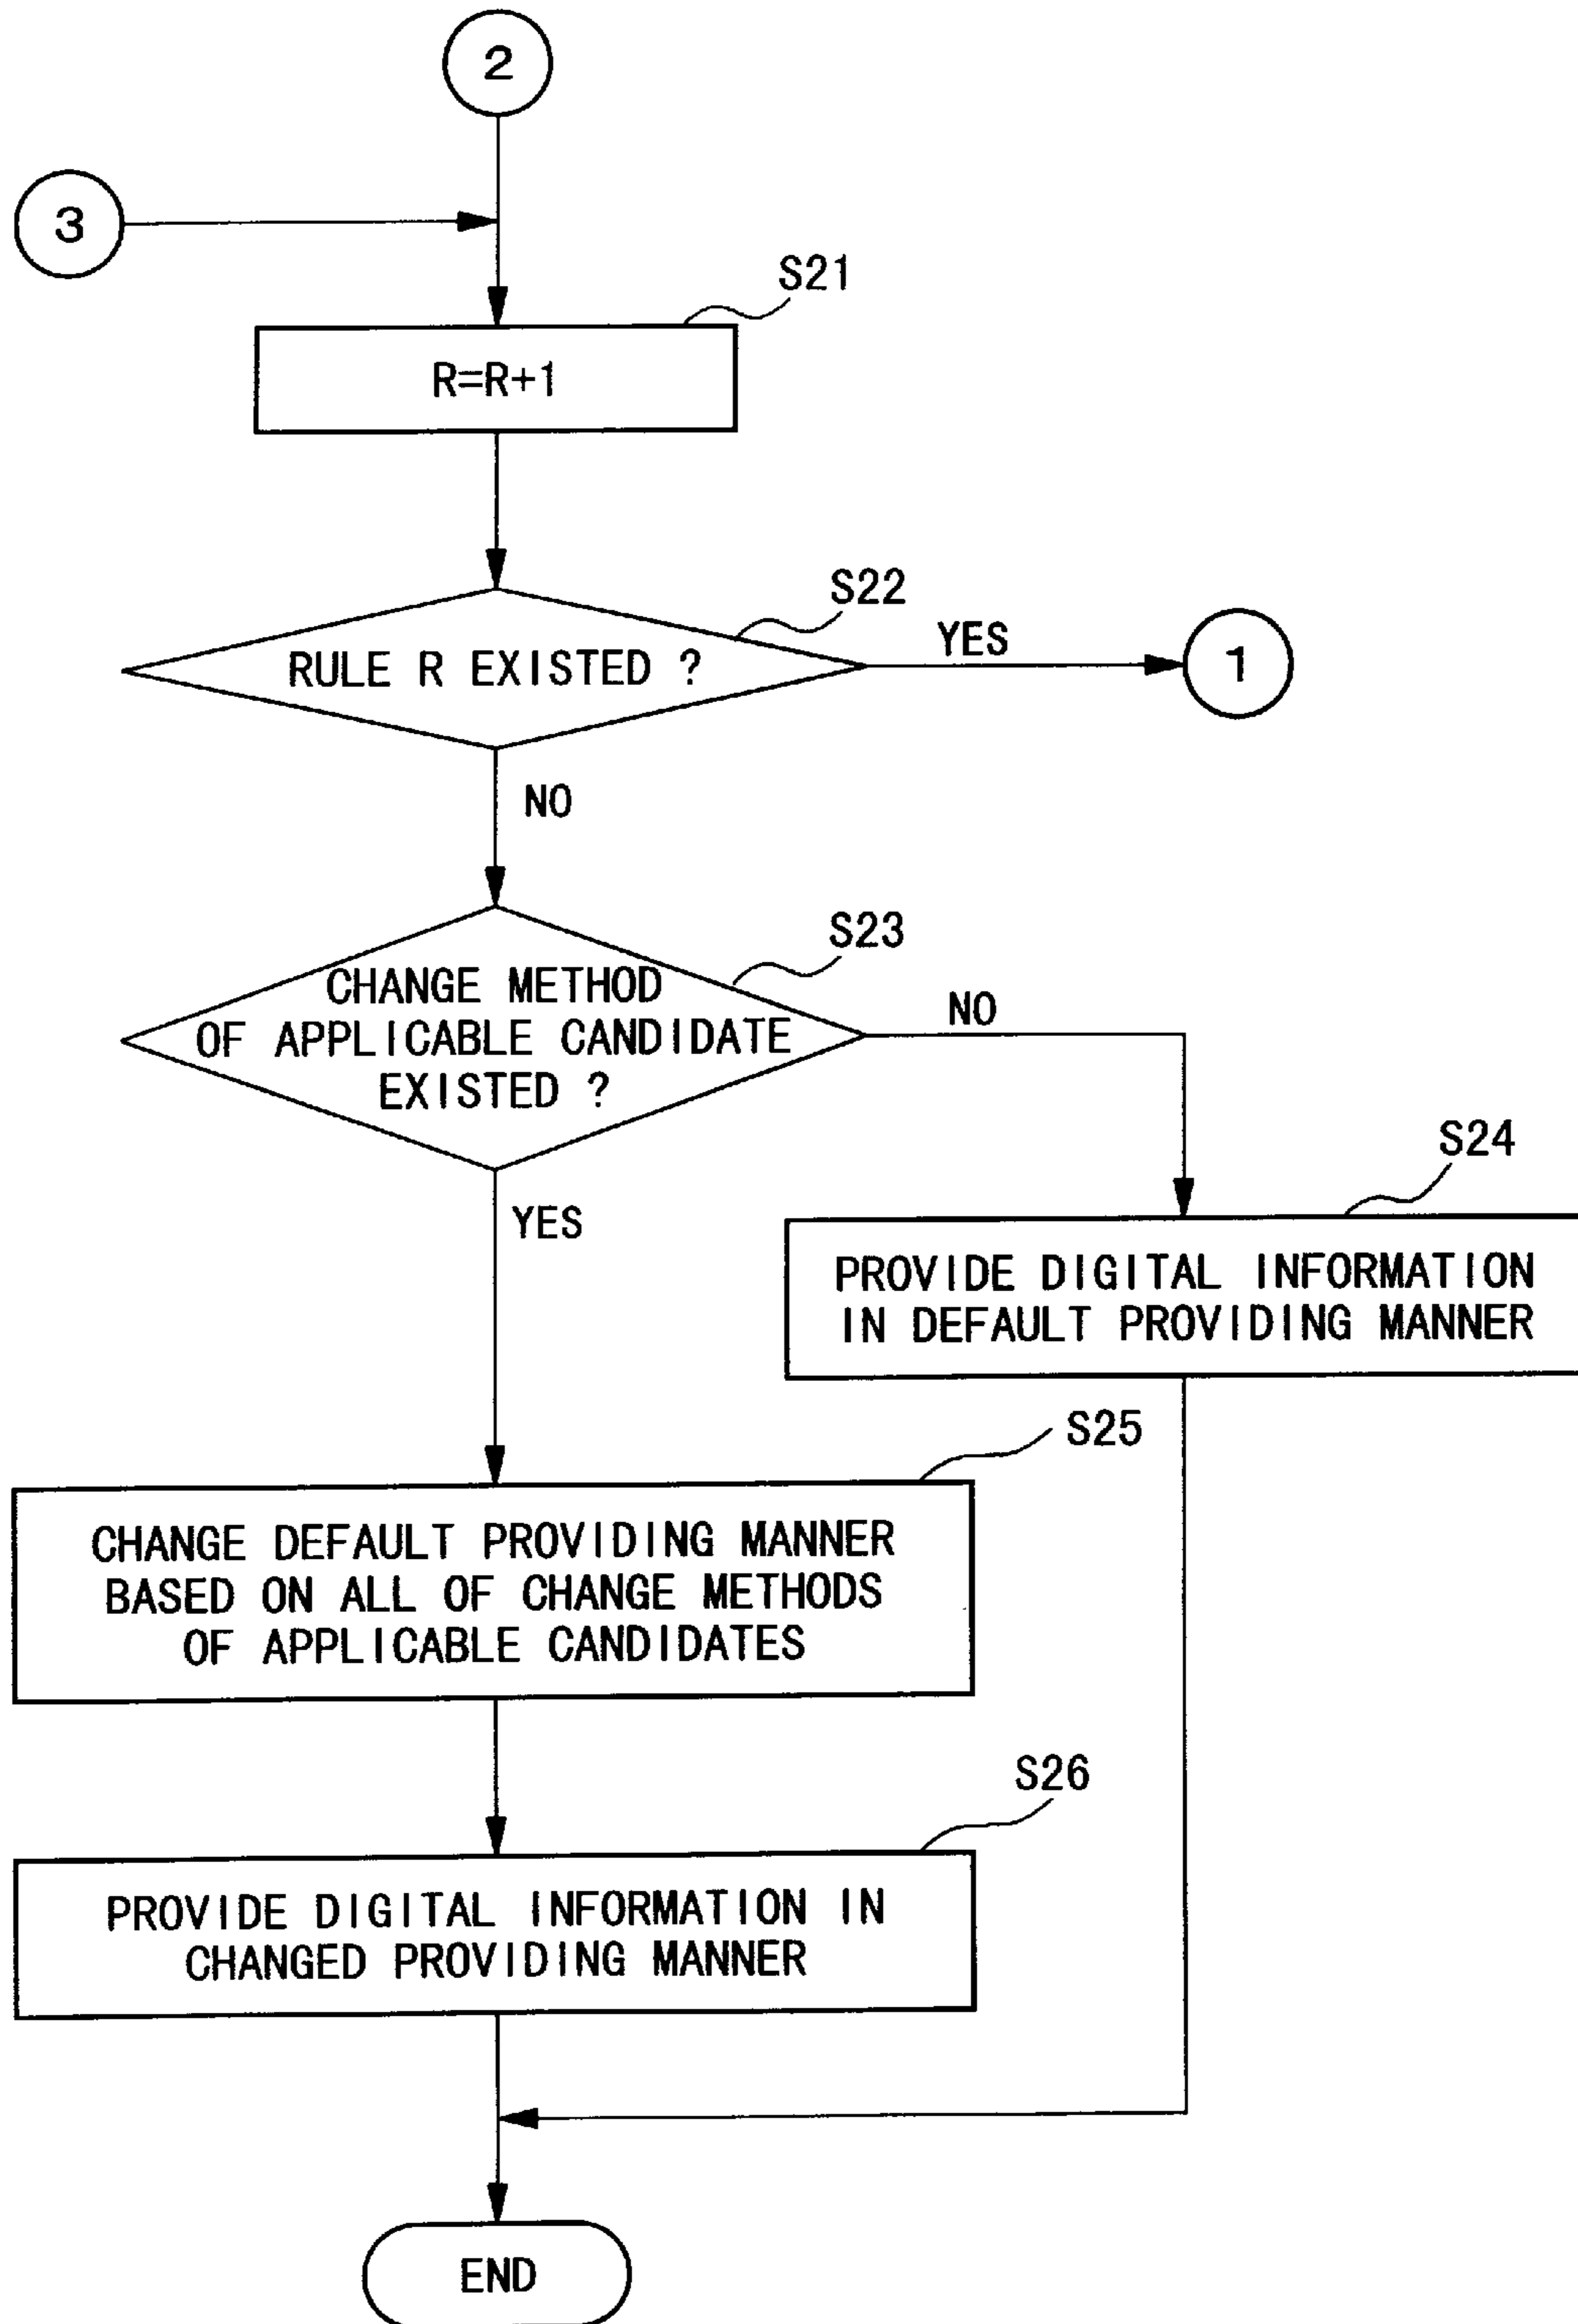 2
3
S21
R=R+1
S22
RULE R EXISTED ?
YES
1
NO
S23
CHANGE METHOD
OF APPLICABLE CANDIDATE
EXISTED ?
NO
YES
S24
PROVIDE DIGITAL INFORMATION
IN DEFAULT PROVIDING MANNER
S25
CHANGE DEFAULT PROVIDING MANNER
BASED ON ALL OF CHANGE METHODS
OF APPLICABLE CANDIDATES
S26
PROVIDE DIGITAL INFORMATION IN
CHANGED PROVIDING MANNER
END